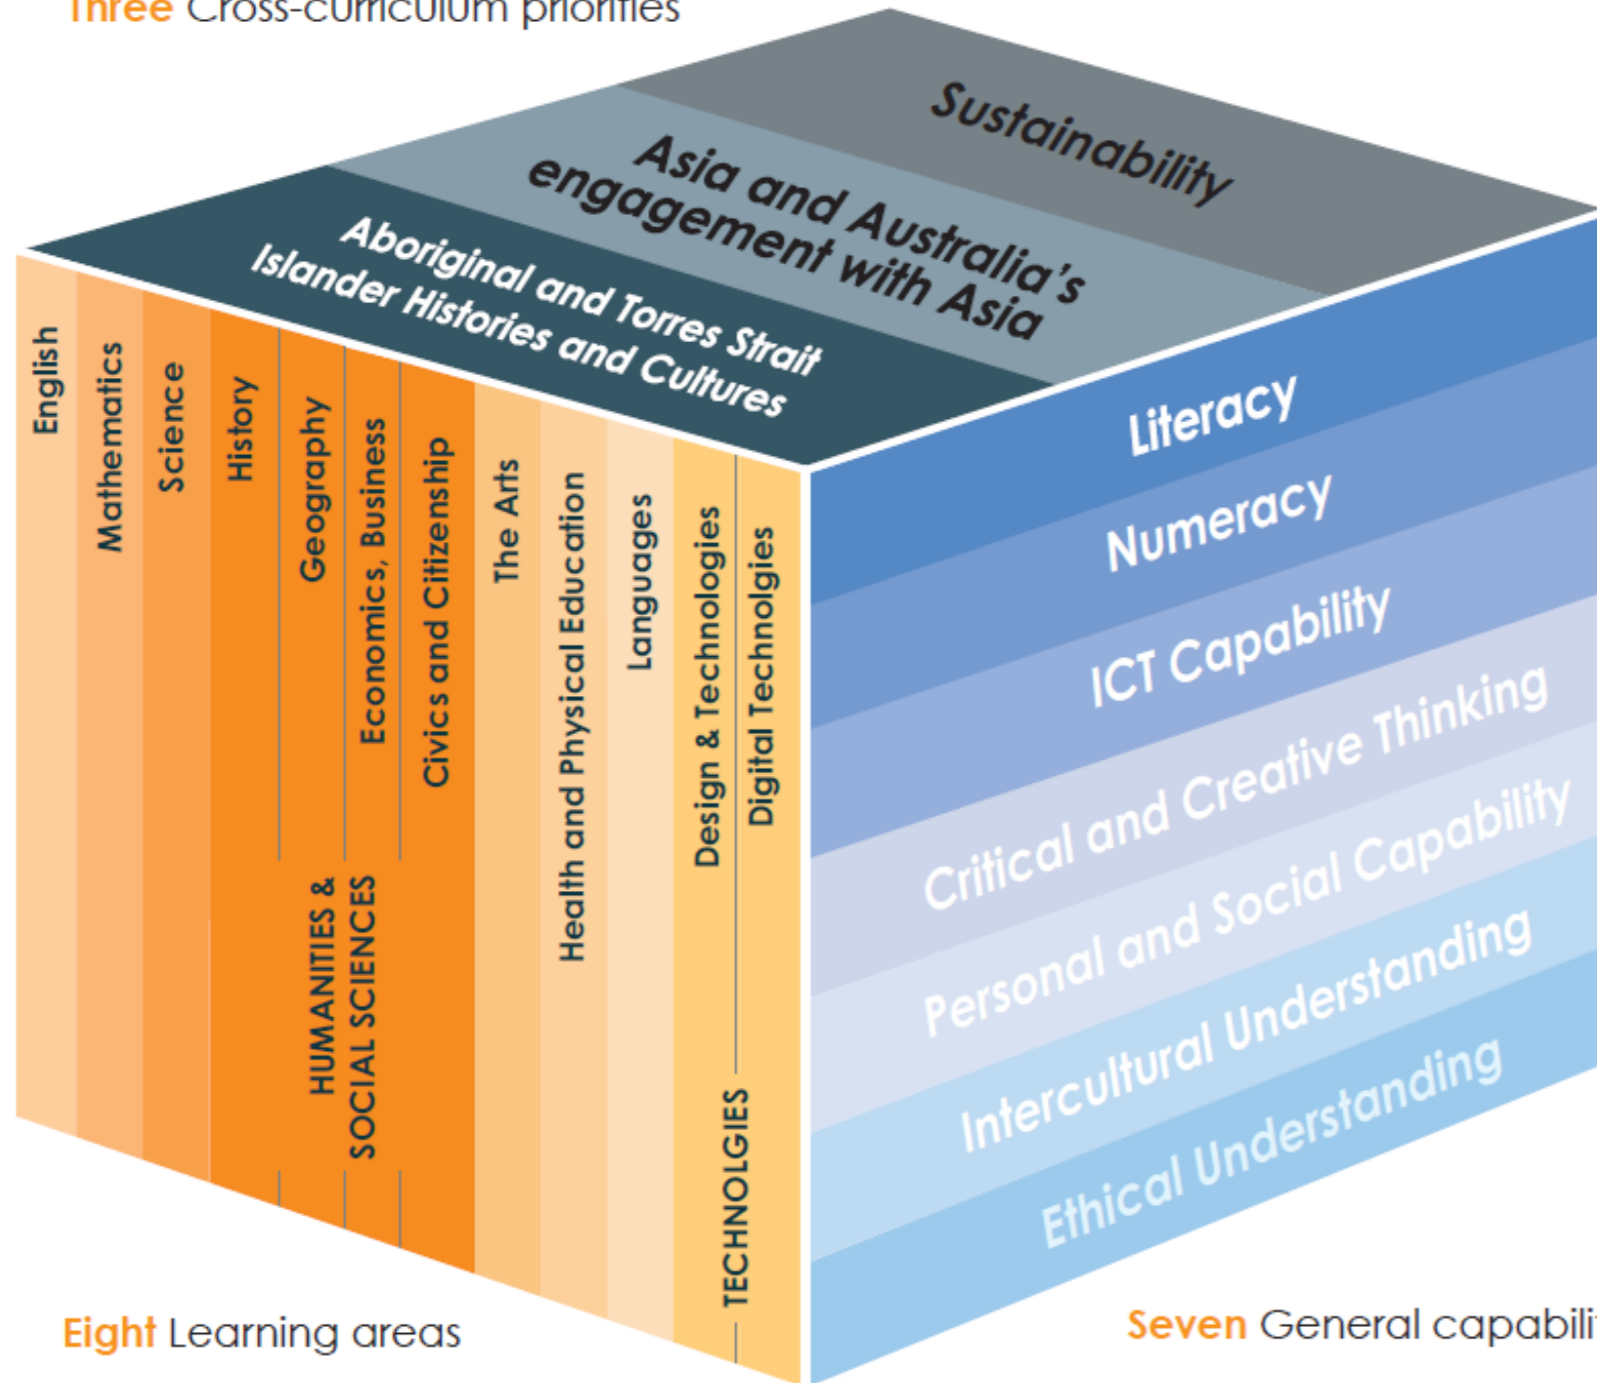 Three Cross-curriculum priorities
Sustainability
Asia and Australia's
engagement with Asia
Aboriginal and Torres Strait
Islander Histories and Cultures
English
Mathematics
Science
History
Geography
Economics, Business
Civics and Citizenship
HUMANITIES &
SOCIAL SCIENCES
The Arts
Health and Physical Education
Languages
Design & Technologies
Digital Technolgies
TECHNOLGIES
Literacy
Numeracy
ICT Capability
Critical and Creative Thinking
Personal and Social Capability
Intercultural Understanding
Ethical Understanding
Eight Learning areas
Seven General capabili